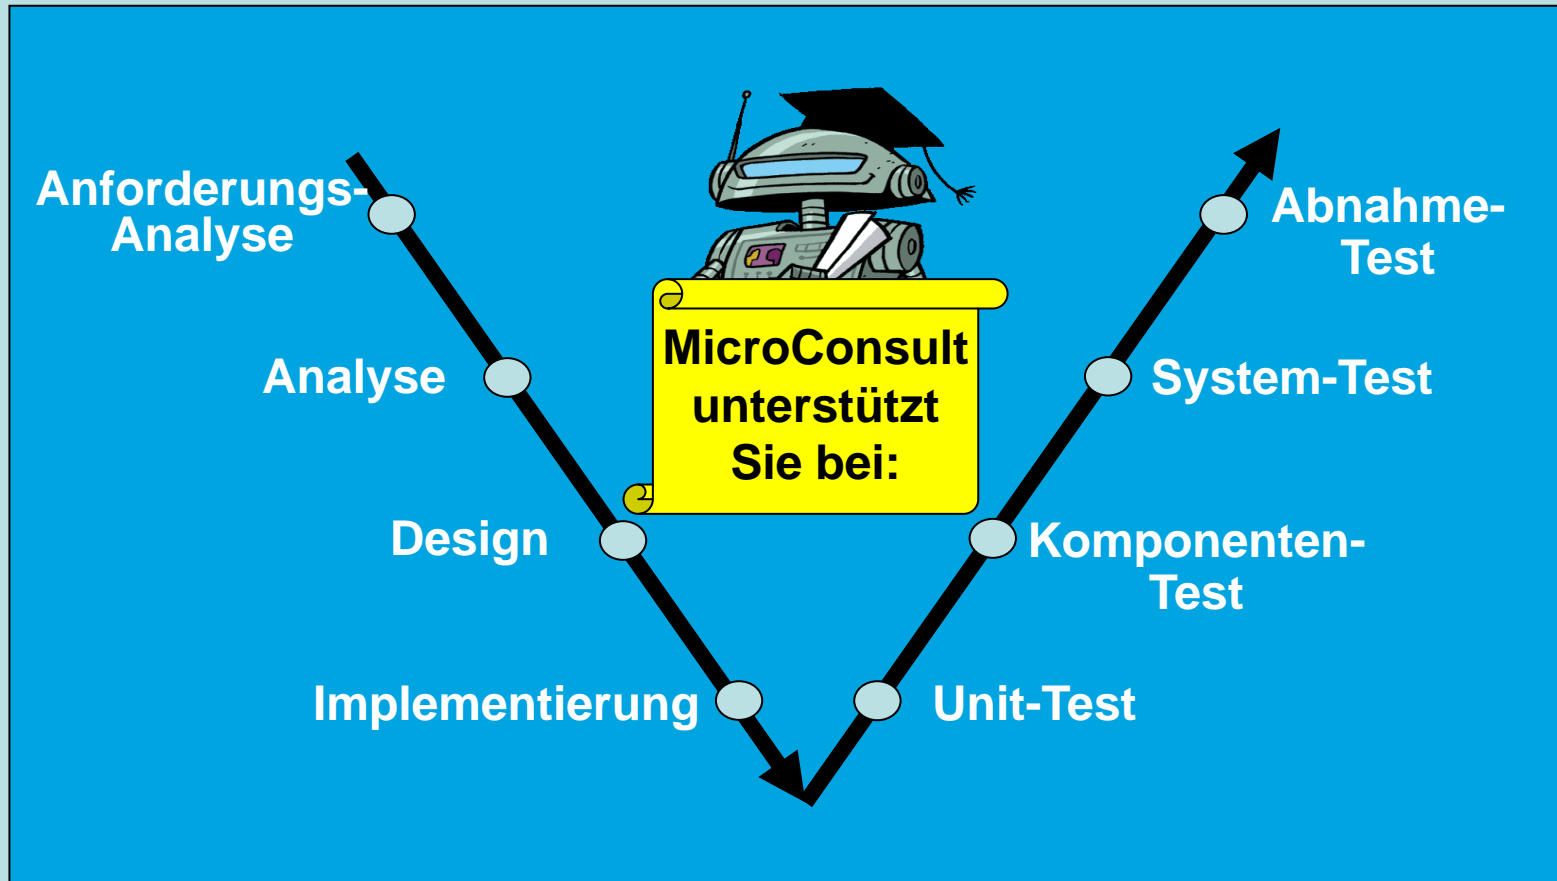 Anforderungs-
Analyse
Analyse
Design
Implementierung
MicroConsult
unterstützt
Sie bei:
Abnahme-
Test
System-Test
Komponenten-
Test
Unit-Test